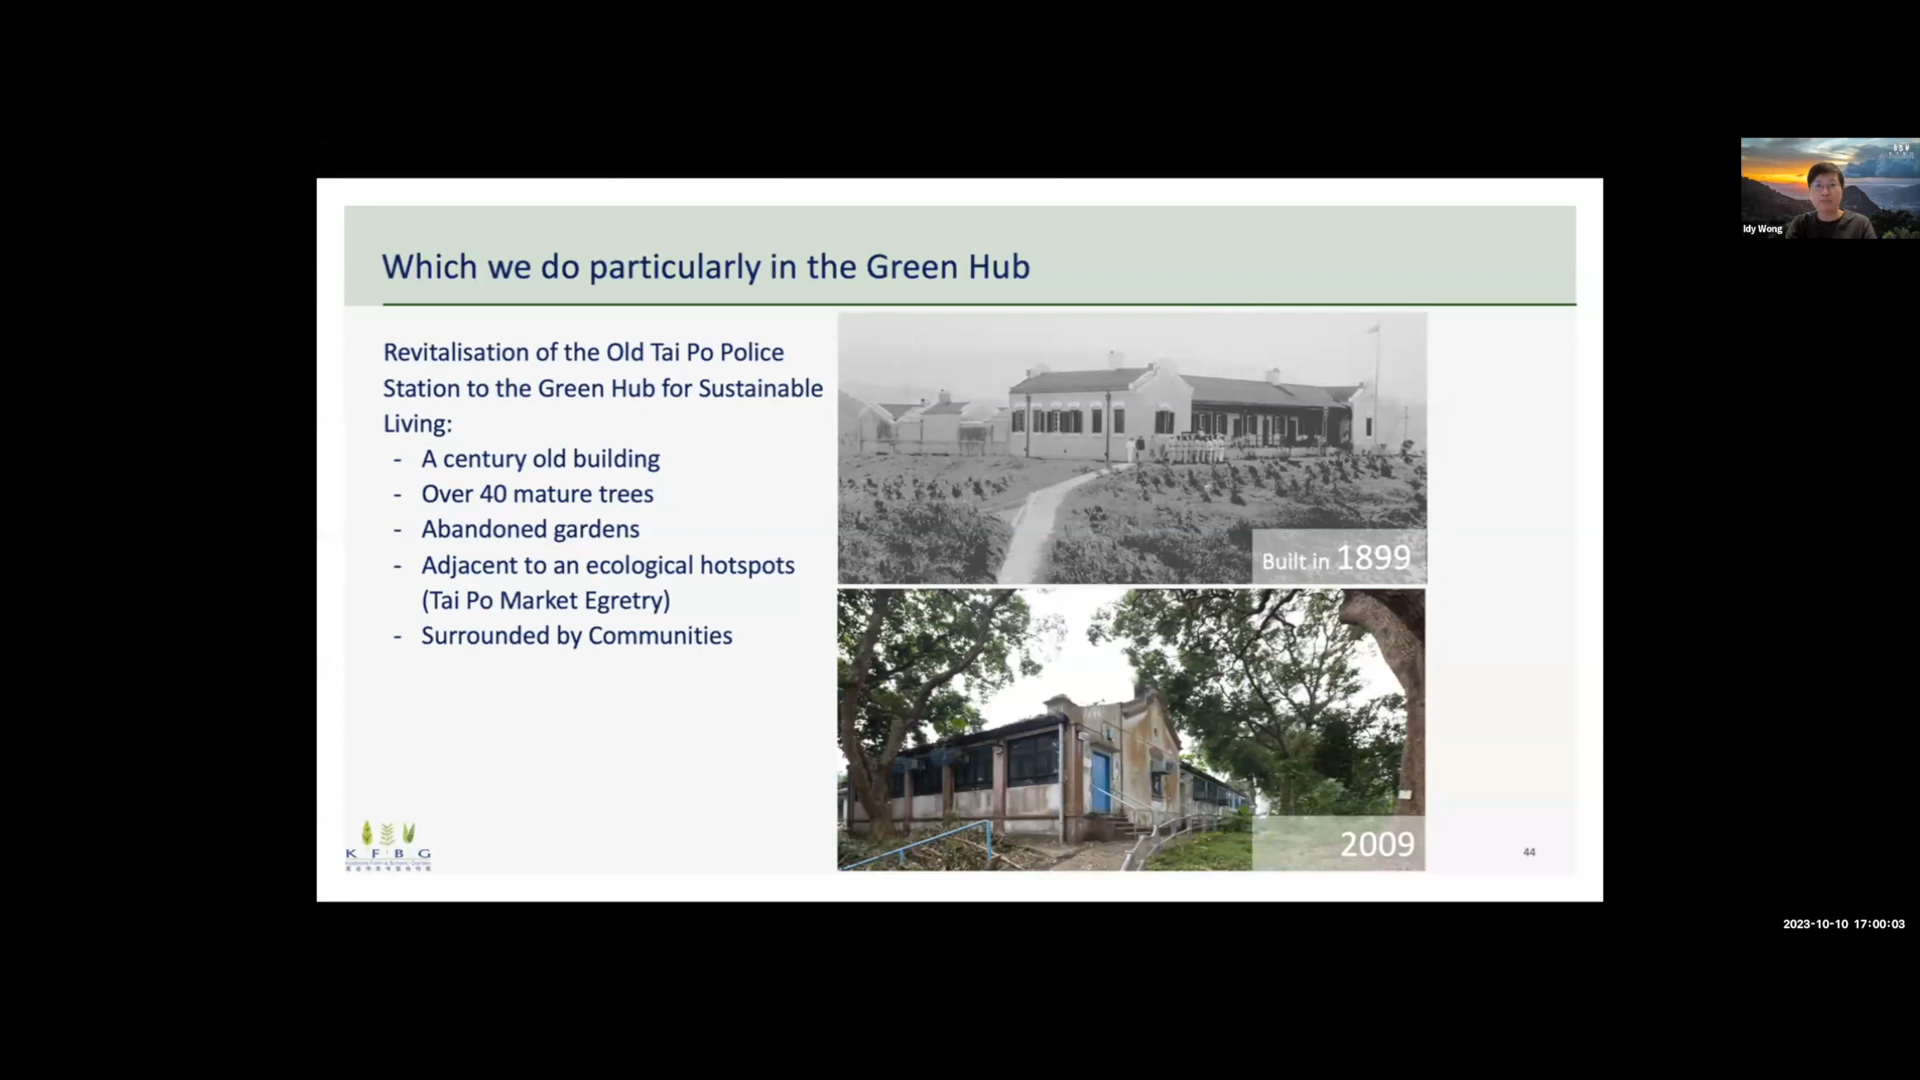 Which we do particularly in the Green Hub
Revitalisation of the Old Tai Po Police
Station to the Green Hub for Sustainable
Living:
- A century old building
- Over 40 mature trees
- Abandoned gardens
- Adjacent to an ecological hotspots
(Tai Po Market Egretry)
- Surrounded by Communities
Built in 1899
2009
K F B G
44
Idy Wong
2023-10-10 17:00:03